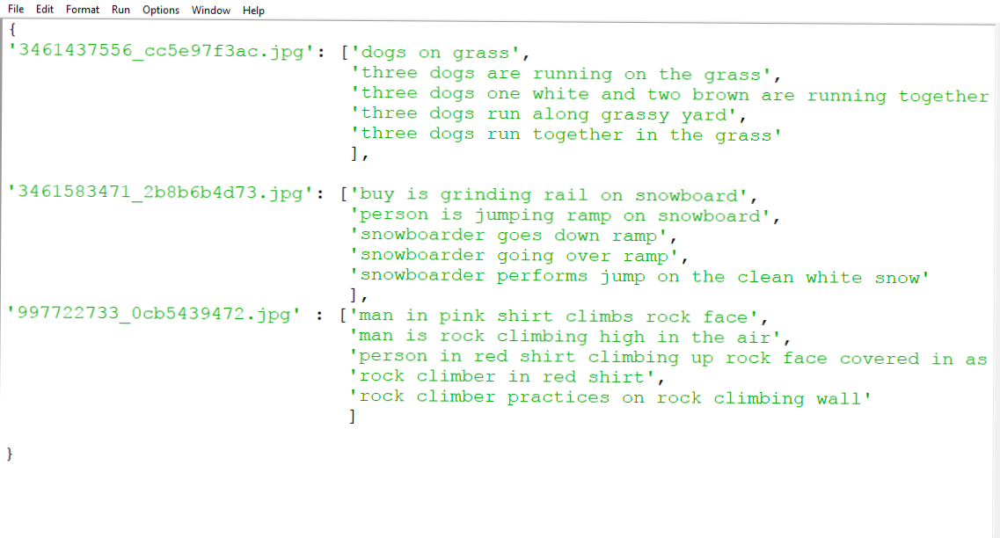 File Edit Format Run Options Window Help
{
'3461437556_cc5e97f3ac.jpg': ['dogs on grass',
'three dogs are running on the grass',
'three dogs one white and two brown are running together
'three dogs run along grassy yard',
'three dogs run together in the grass'
],
'3461583471_2b8b6b4d73.jpg': ['buy is grinding rail on snowboard',
'person is jumping ramp on snowboard',
'snowboarder goes down ramp',
'snowboarder going over ramp',
'snowboarder performs jump on the clean white snow'
],
'997722733_0cb5439472.jpg' : ['man in pink shirt climbs rock face',
'man is rock climbing high in the air',
'person in red shirt climbing up rock face covered in as
'rock climber in red shirt',
'rock climber practices on rock climbing wall'
]
}